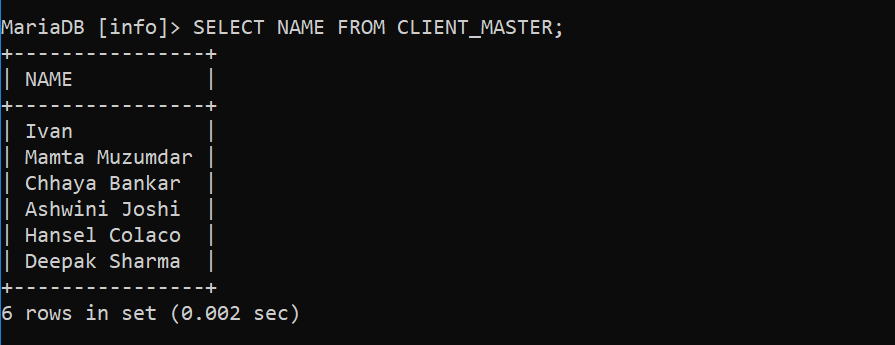 MariaDB [info]> SELECT NAME FROM CLIENT_MASTER;
+----------------+
| NAME           |
+----------------+
| Ivan           |
| Mamta Muzumdar |
| Chhaya Bankar  |
| Ashwini Joshi  |
| Hansel Colaco  |
| Deepak Sharma  |
+----------------+
6 rows in set (0.002 sec)